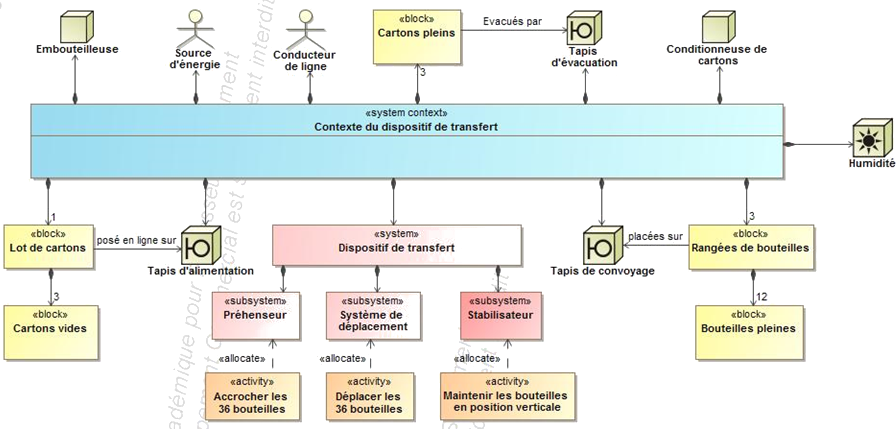 Embouteilleuse
Source
d'énergie
Conducteur
de ligne
«block»
Cartons pleins
Evacués par
Tapis
d'évacuation
Conditionneuse de
cartons
3
«system context»
Contexte du dispositif de transfert
Humidité
1
3
«block»
Lot de cartons
posé en ligne sur
Tapis d'alimentation
«system»
Dispositif de transfert
Tapis de convoyage
placées sur
«block»
Rangées de bouteilles
3
12
«block»
Cartons vides
«subsystem»
Préhenseur
«subsystem»
Système de
déplacement
«subsystem»
Stabilisateur
«block»
Bouteilles pleines
«allocate»
«allocate»
«allocate»
«activity»
Accrocher les
36 bouteilles
«activity»
Déplacer les
36 bouteilles
«activity»
Maintenir les bouteilles
en position verticale